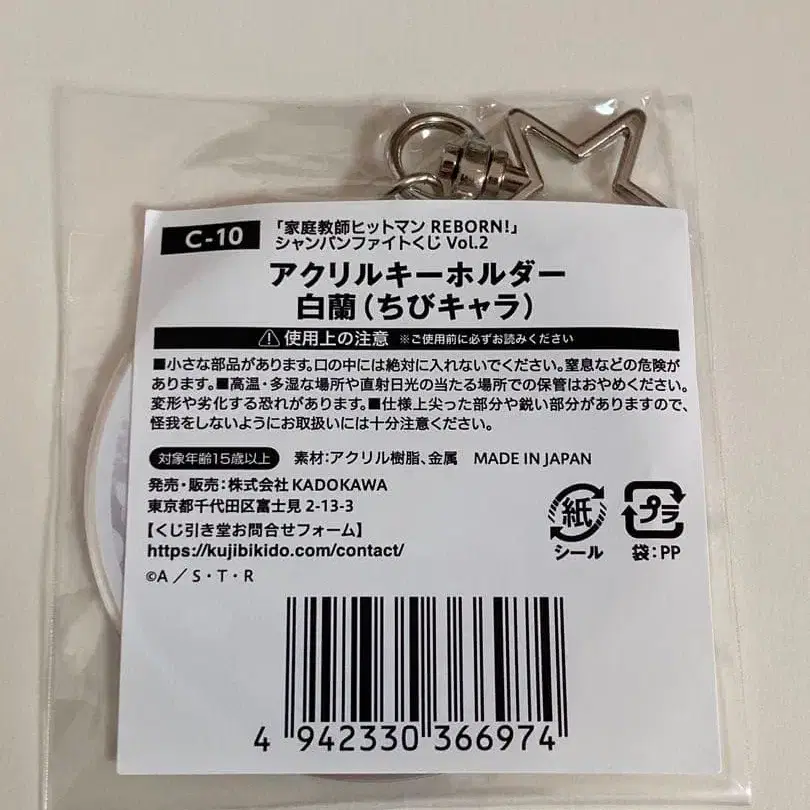 C-10
「家庭教師ヒットマン REBORN!」
シャンパンファイトくじ Vol.2
アクリルキーホルダー
白蘭(ちびキャラ)
使用上の注意 ※ご使用前に必ずお読みください
■小さな部品があります。口の中には絶対に入れないでください。窒息などの危険が
あります。■高温・多湿な場所や直射日光の当たる場所での保管はおやめください。
変形や劣化する恐れがあります。■仕様上尖った部分や鋭い部分がありますので、
怪我をしないようにお取扱いには十分注意ください。
対象年齢15歳以上 素材:アクリル樹脂、金属 MADE IN JAPAN
発売・販売:株式会社 KADOKAWA
東京都千代田区富士見 2-13-3
【くじ引き堂お問合せフォーム】
https://kujibikido.com/contact/
©A / S・T・R
紙
シール
プラ
袋:PP
4 942330 366974